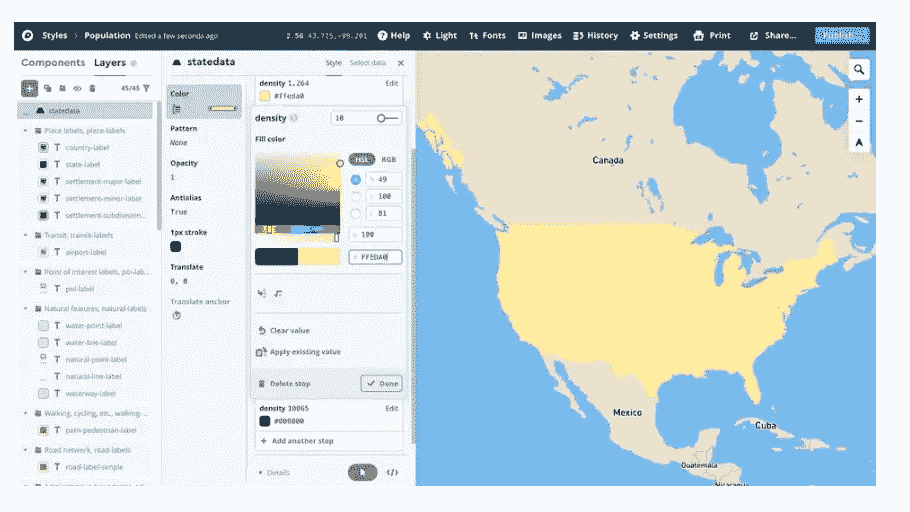 Styles › Population Edited a few seconds ago
2.50 43.715,-99.201
Help Light Fonts Images History Settings Print Share... Publish...
Components Layers
45/45
statedata
Place labels, place-labels
country-label
state-label
settlement-major-label
settlement-minor-label
settlement-subdivision...
Transit, transit-labels
airport-label
Point of interest labels, poi-lab...
poi-label
Natural features, natural-labels
water-point-label
water-line-label
natural-point-label
natural-line-label
waterway-label
Walking, cycling, etc., walking-...
path-pedestrian-label
Road network, road-labels
road-label-simple
statedata
Style Select data
Color
Pattern
None
Opacity
1
Antialias
True
1px stroke
Translate
0, 0
Translate anchor
density 1.264 Edit
#ffeda0
density 10
Fill color
HSL RGB
49
100
81
100
# FFEDA0
Clear value
Apply existing value
Delete stop Done
density 10065 Edit
#000000
+ Add another step
Details </>
Canada
Mexico
Cuba
Guatemala
Nicaragua